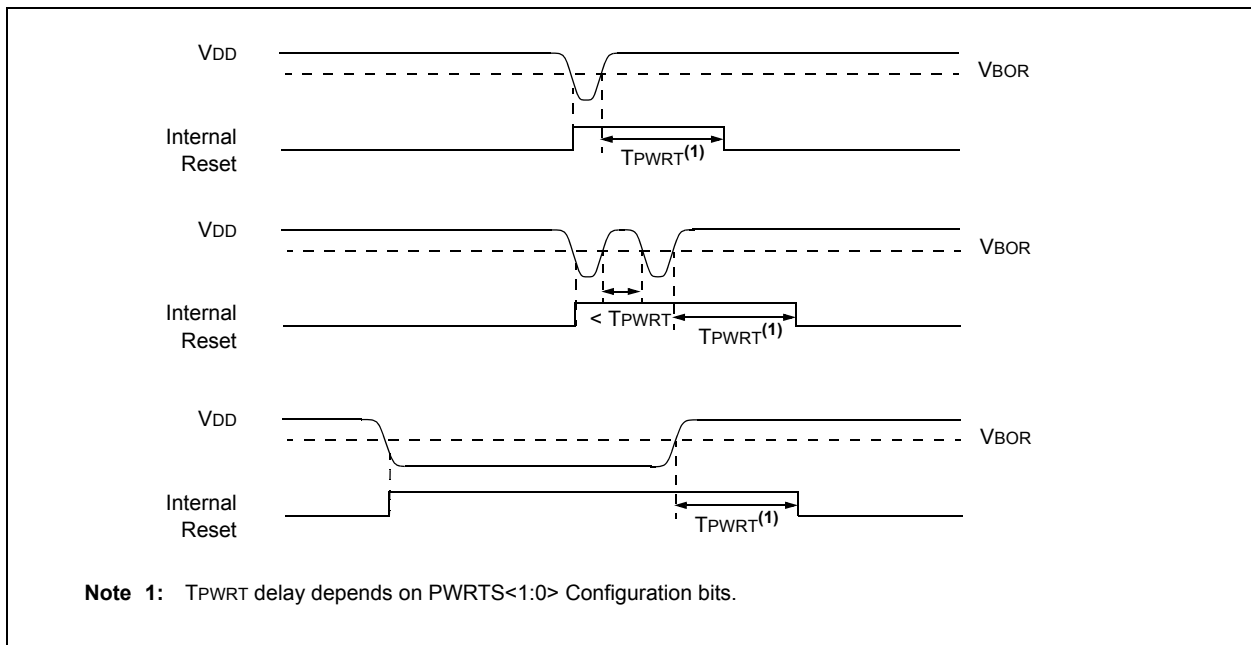 VDD
VBOR
Internal
Reset
TPWRT(1)
VDD
VBOR
Internal
Reset
< TPWRT
TPWRT(1)
VDD
VBOR
Internal
Reset
TPWRT(1)
Note 1: TPWRT delay depends on PWRTS<1:0> Configuration bits.